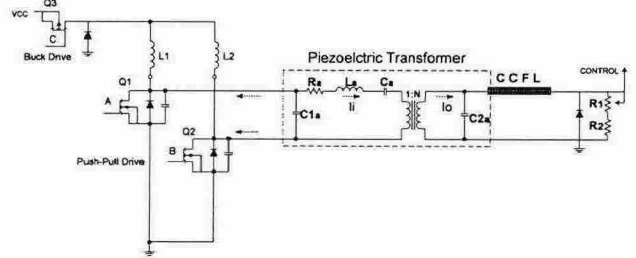 Q3
VCC
C
Buck Drive
L1
L2
Piezoelctric Transformer
Q1
A
Ra
La
Ca
Ii
1:N
Io
C C F L
CONTROL
R1
C1a
C2a
R2
Q2
B
Push-Pull Drive